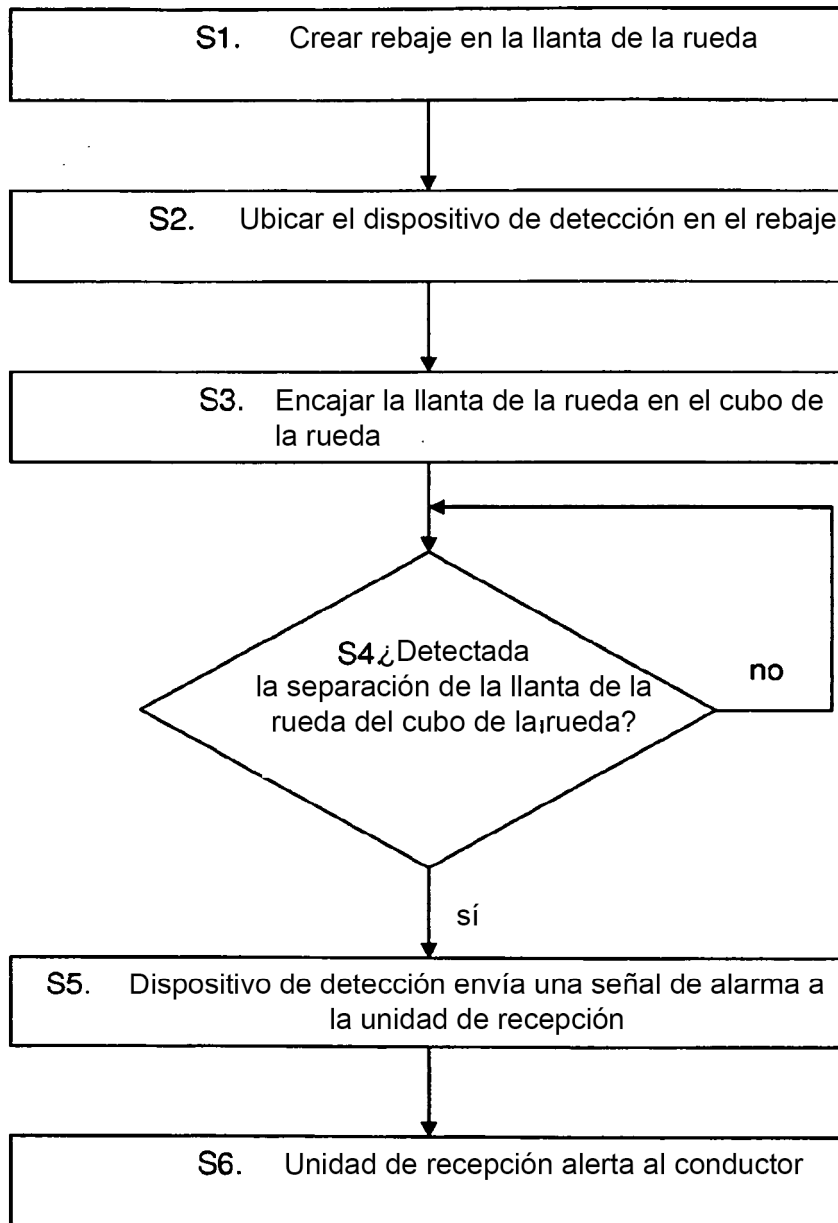 S1. Crear rebaje en la llanta de la rueda
S2. Ubicar el dispositivo de detección en el rebaje
S3. Encajar la llanta de la rueda en el cubo de
la rueda
S4.¿Detectada
la separación de la llanta de la
rueda del cubo de la rueda?
no
sí
S5. Dispositivo de detección envía una señal de alarma a
la unidad de recepción
S6. Unidad de recepción alerta al conductor